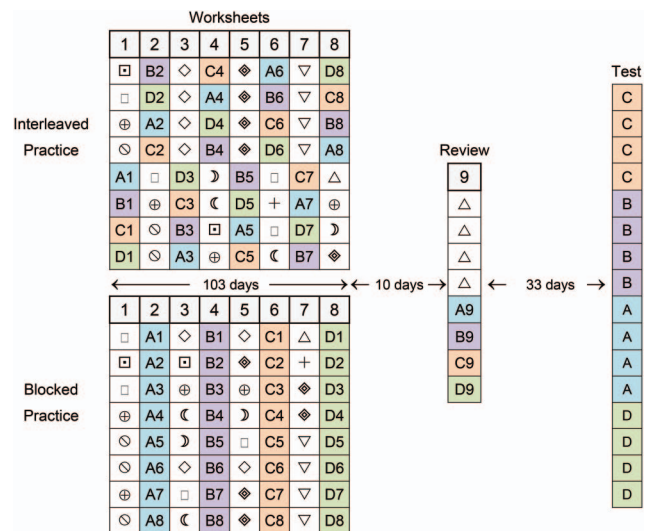 Worksheets
1 2 3 4 5 6 7 8
B2 C4 A6 D8
D2 A4 B6 C8
Interleaved A2 D4 C6 B8
Practice C2 B4 D6 A8
A1 D3 B5 C7
B1 C3 D5 A7
C1 B3 A5 D7
D1 A3 C5 B7
103 days
1 2 3 4 5 6 7 8
A1 B1 C1 D1
A2 B2 C2 D2
Blocked A3 B3 C3 D3
Practice A4 B4 C4 D4
A5 B5 C5 D5
A6 B6 C6 D6
A7 B7 C7 D7
A8 B8 C8 D8
10 days
Review
9
A9
B9
C9
D9
33 days
Test
C
C
C
C
B
B
B
B
A
A
A
A
D
D
D
D